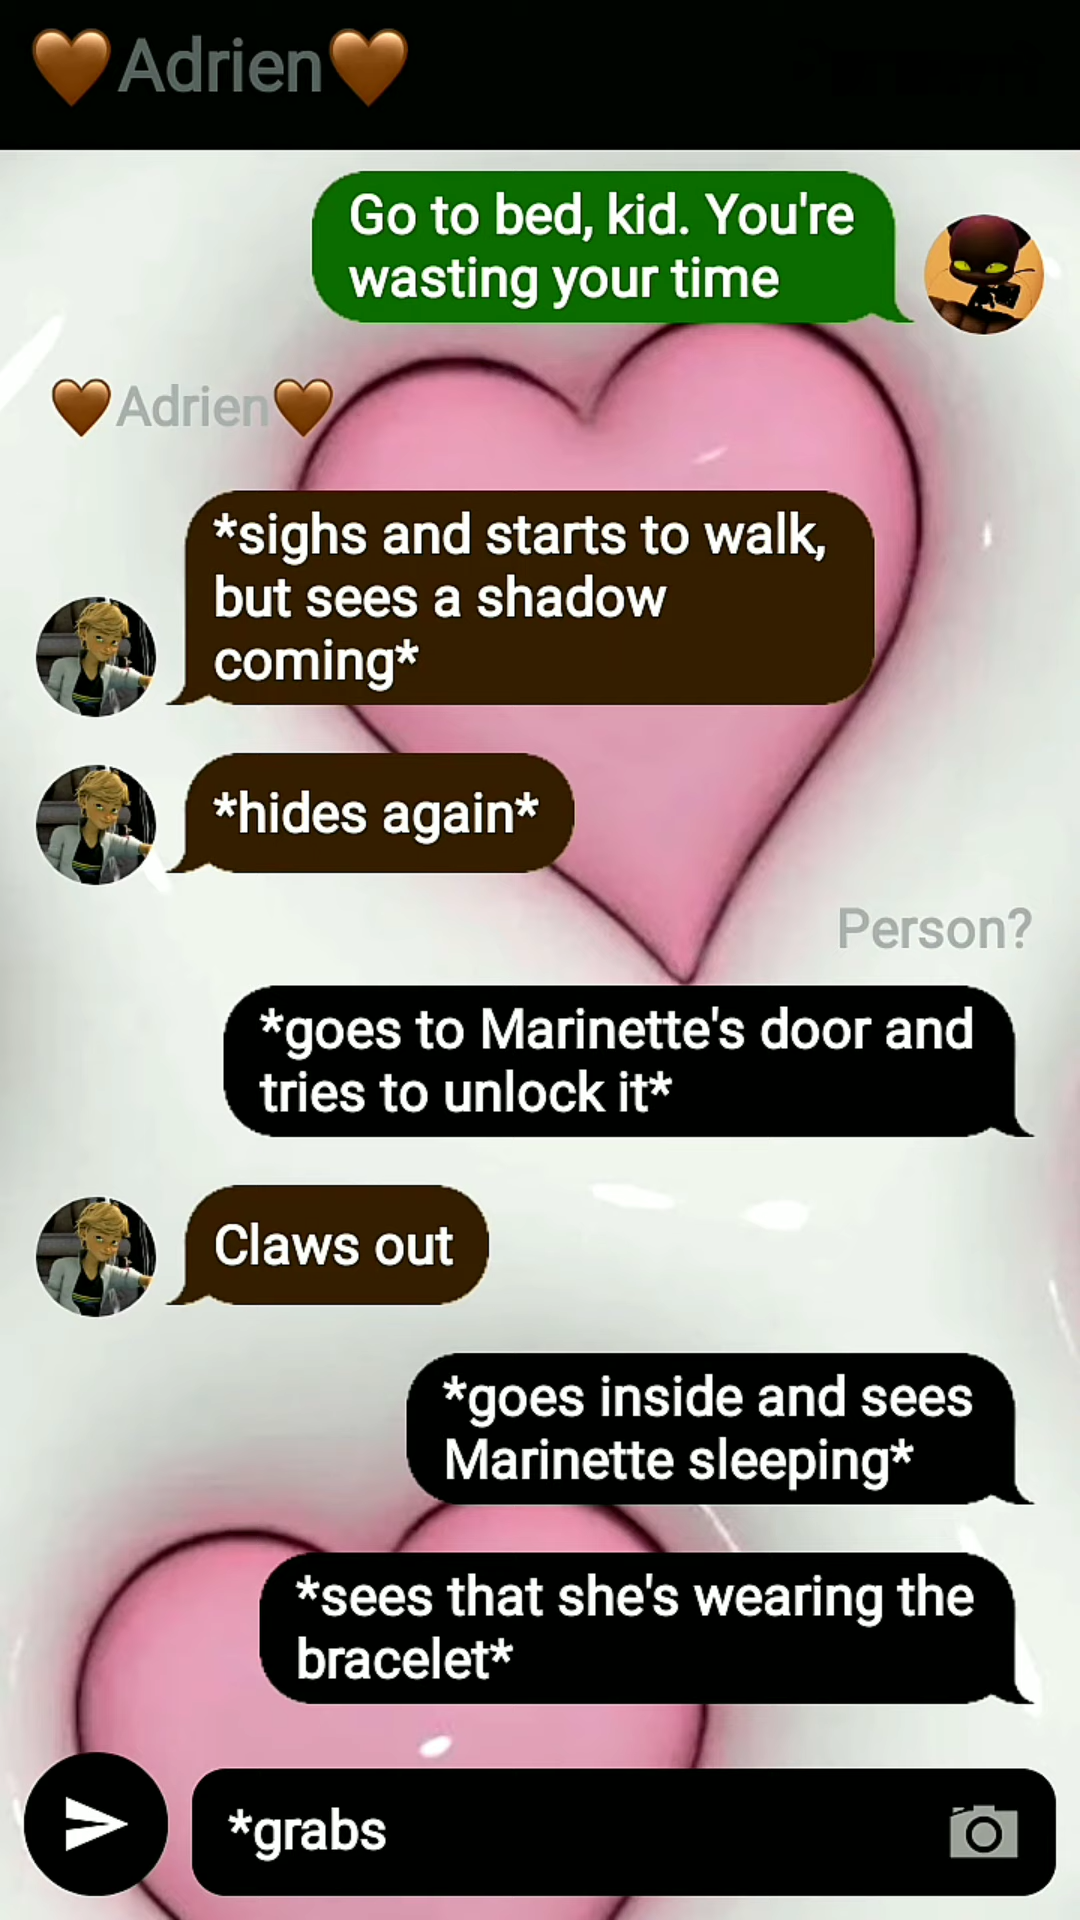 🤎Adrien🤎
Go to bed, kid. You're
wasting your time
🤎Adrien🤎
*sighs and starts to walk,
but sees a shadow
coming*
*hides again*
Person?
*goes to Marinette's door and
tries to unlock it*
Claws out
*goes inside and sees
Marinette sleeping*
*sees that she's wearing the
bracelet*
*grabs